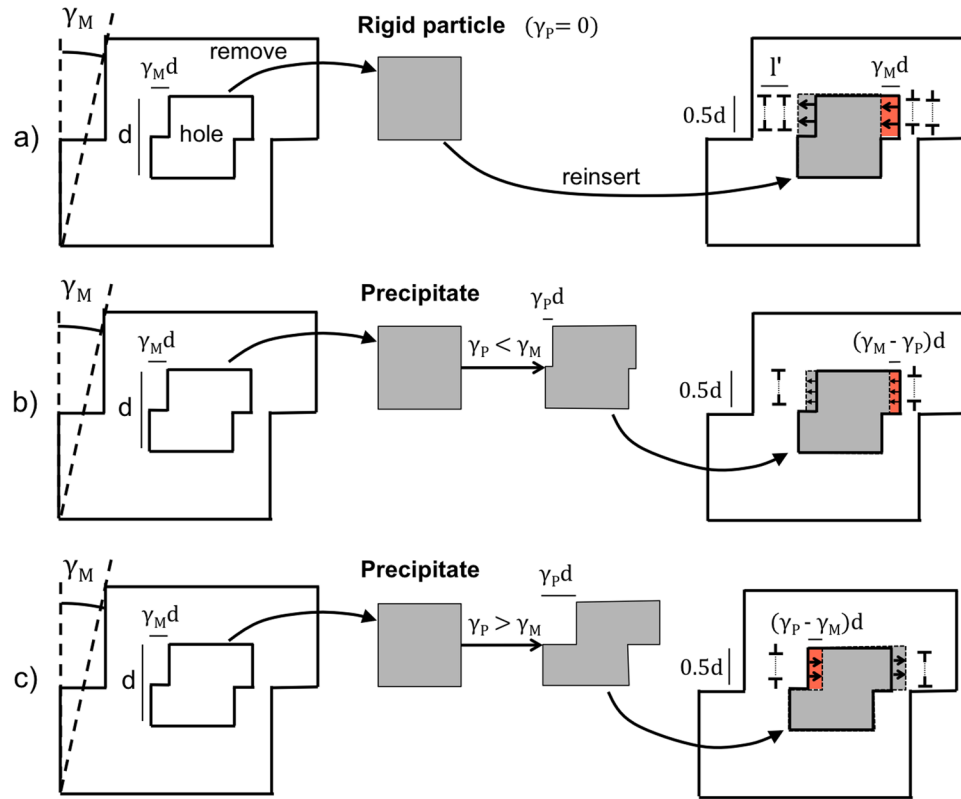 γM
Rigid particle (γP= 0)
remove
γMd
l'
γMd
a)
d
hole
0.5d
reinsert
γM
Precipitate
γPd
γMd
γP < γM
(γM - γP)d
b)
d
0.5d
γM
Precipitate
γPd
γMd
γP > γM
(γP - γM)d
c)
d
0.5d